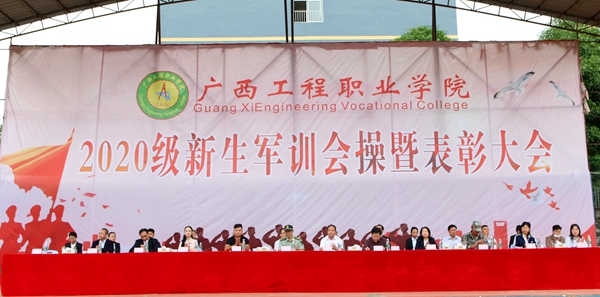 广西工程职业学院
Guang XiEngineering Vocational College
2020级新生军训会操暨表彰大会